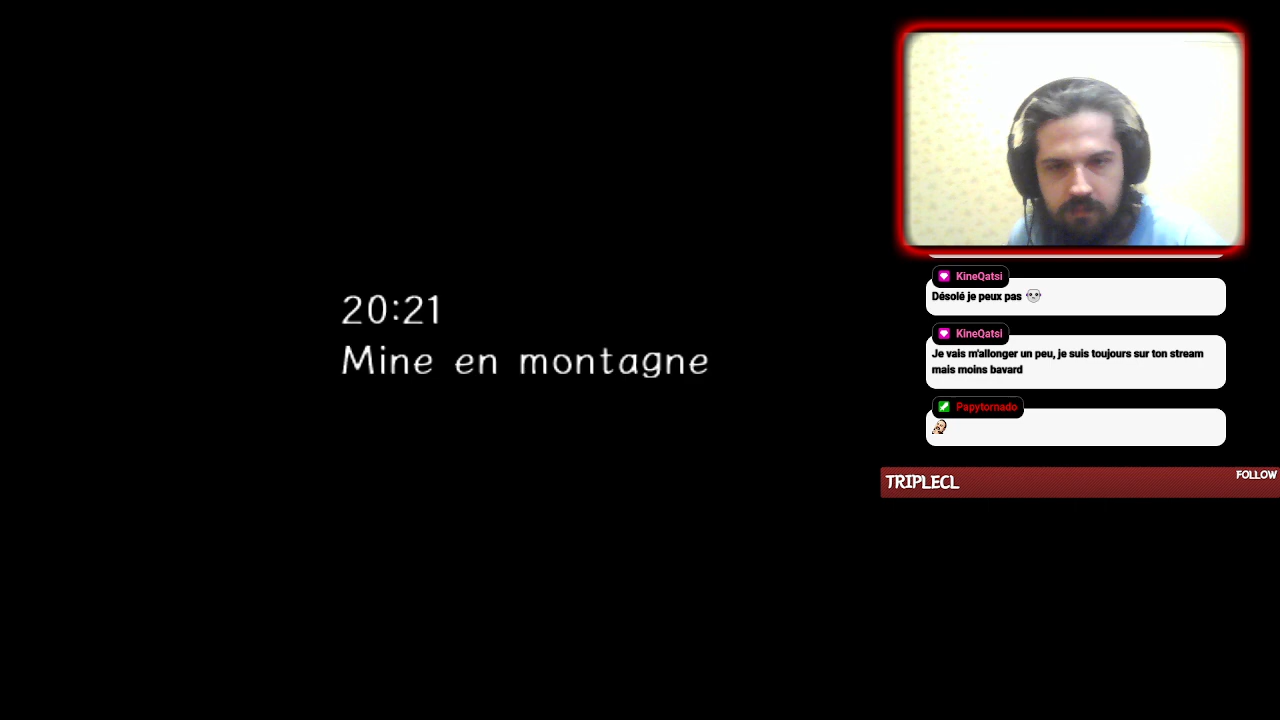 20:21
Mine en montagne
KineQatsi
Désolé je peux pas
KineQatsi
Je vais m'allonger un peu, je suis toujours sur ton stream
mais moins bavard
Papytornado
TRIPLECL
FOLLOW